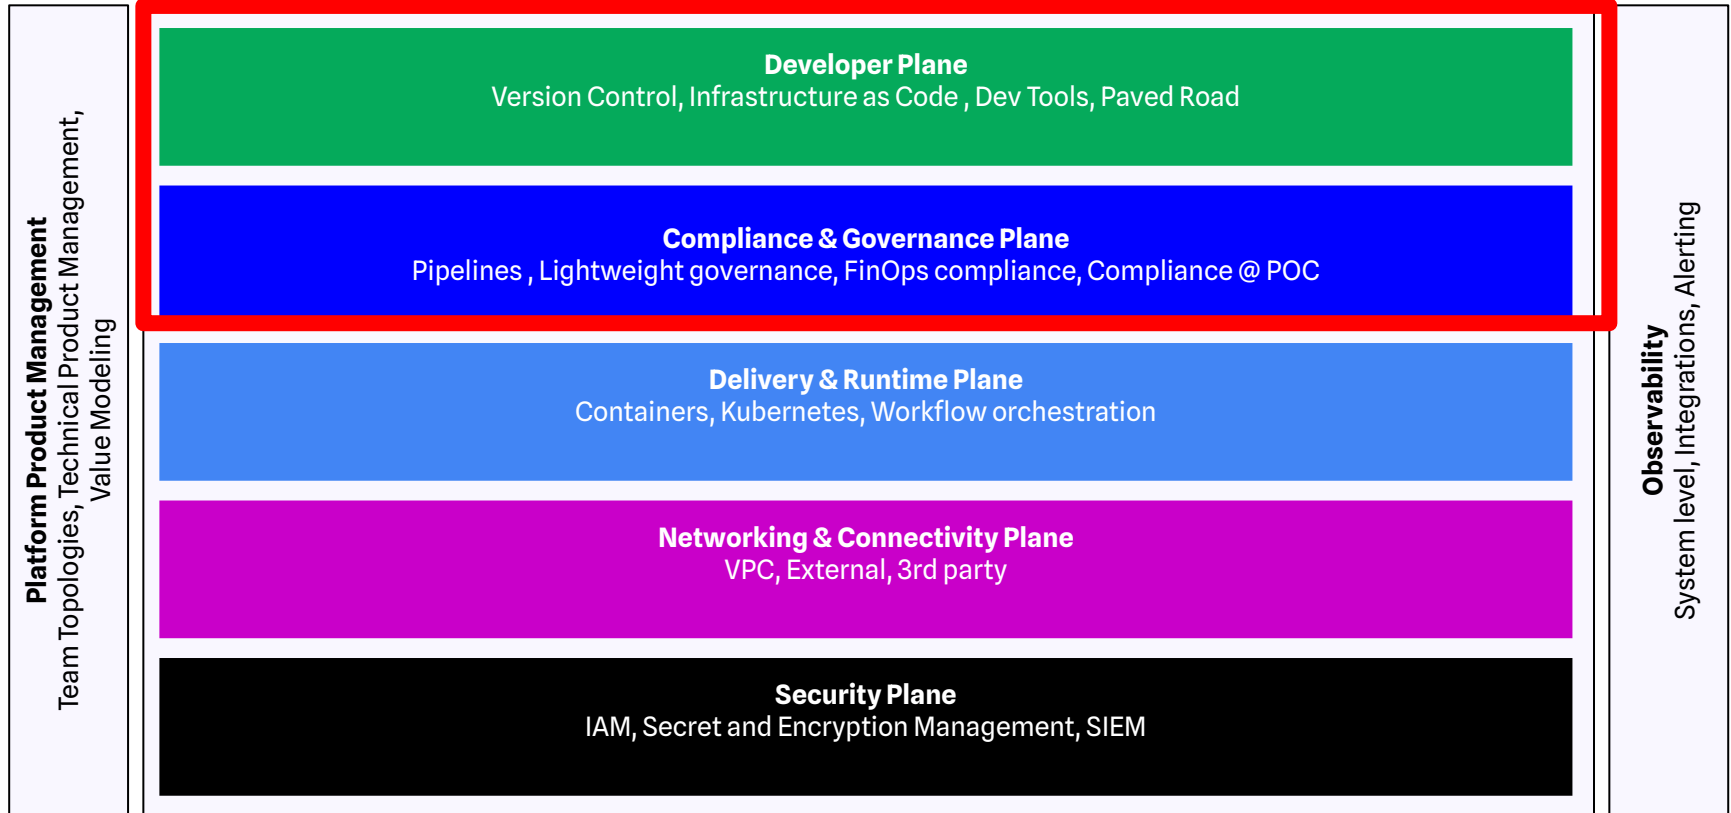 Platform Product Management
Team Topologies, Technical Product Management,
Value Modeling
Developer Plane
Version Control, Infrastructure as Code , Dev Tools, Paved Road
Compliance & Governance Plane
Pipelines , Lightweight governance, FinOps compliance, Compliance @ POC
Delivery & Runtime Plane
Containers, Kubernetes, Workflow orchestration
Networking & Connectivity Plane
VPC, External, 3rd party
Security Plane
IAM, Secret and Encryption Management, SIEM
Observability
System level, Integrations, Alerting